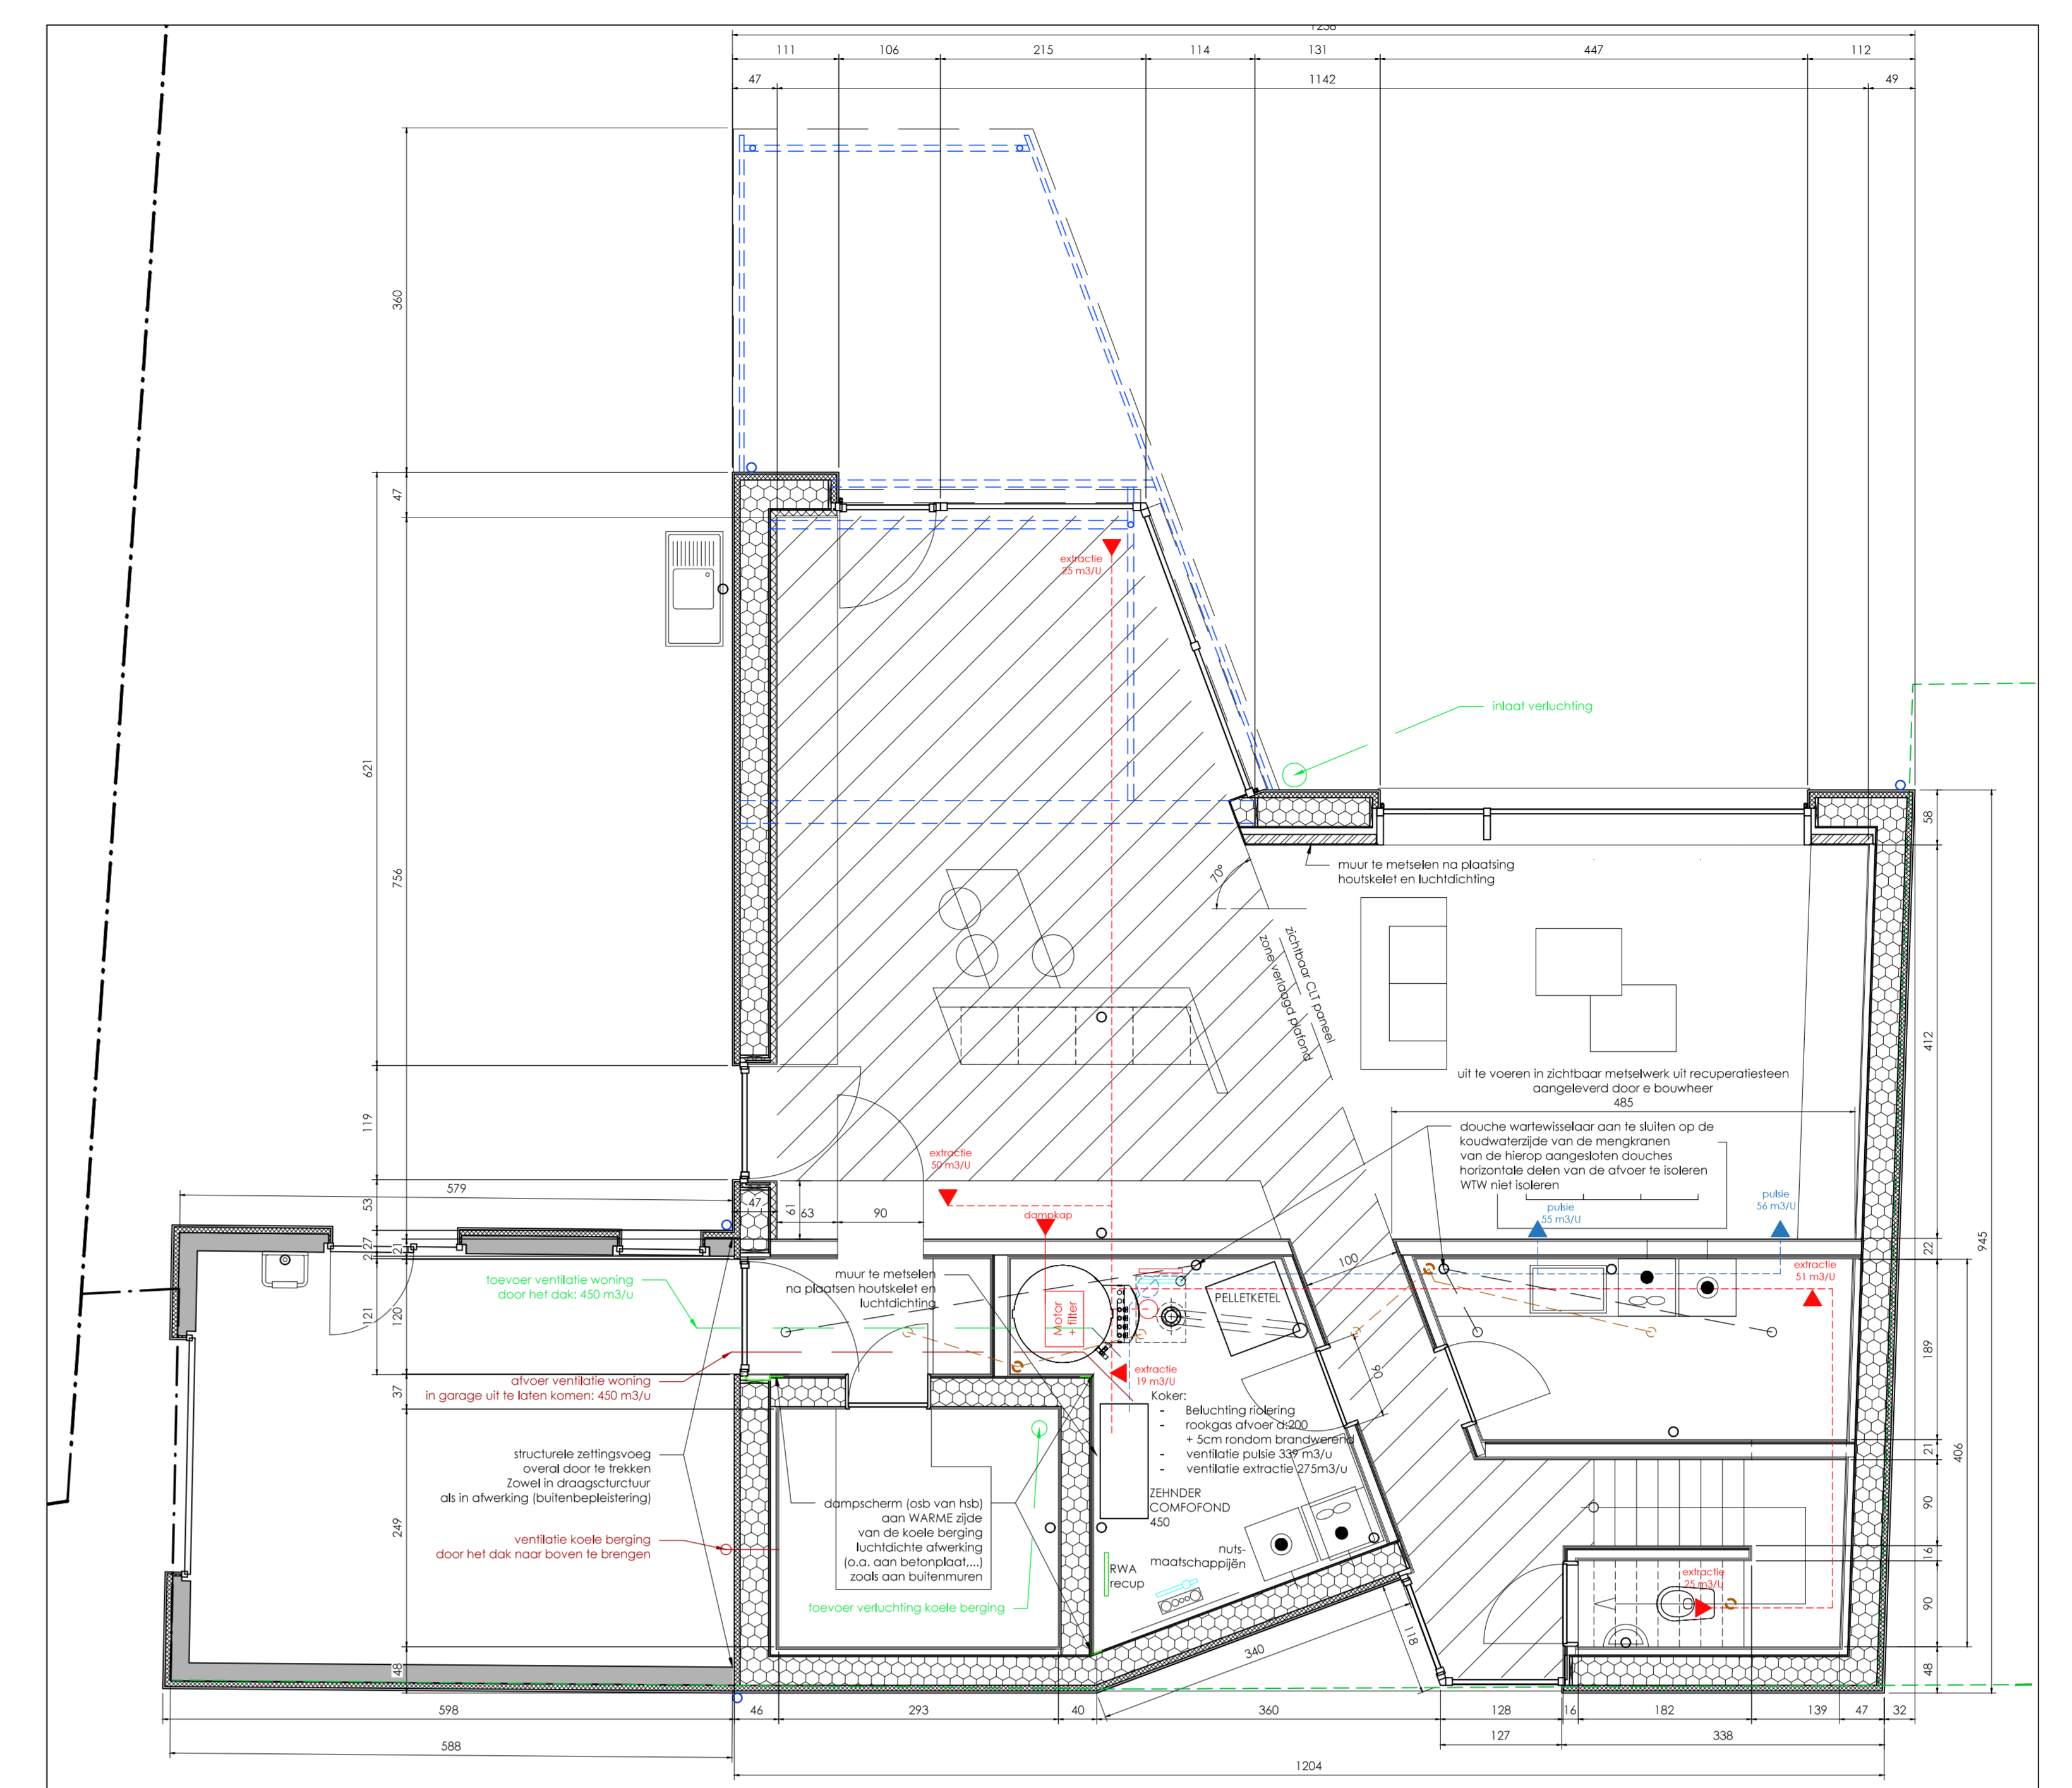 111
106
215
114
131
447
112
47
1142
49
360
47
621
756
119
53
27
21
2
121
120
37
249
48
579
extractie
25 m3/U
inlaat verluchting
muur te metselen na plaatsing
houtskelet en luchtdichting
70°
zichtbaar CLT paneel
zone verlaagd plafond
58
412
945
uit te voeren in zichtbaar metselwerk uit recuperatiesteen
aangeleverd door e bouwheer
485
douche wartewisselaar aan te sluiten op de
koudwaterzijde van de mengkranen
van de hierop aangesloten douches
horizontale delen van de afvoer te isoleren
WTW niet isoleren
extractie
50 m3/U
dampkap
pulsie
55 m3/U
pulsie
56 m3/U
47
61
63
90
22
extractie
51 m3/U
toevoer ventilatie woning
door het dak: 450 m3/u
muur te metselen
na plaatsen houtskelet en
luchtdichting
Motor
+ filter
PELLETKETEL
100
90
189
406
afvoer ventilatie woning
in garage uit te laten komen: 450 m3/u
extractie
19 m3/U
Koker:
- Beluchting riolering
- rookgas afvoer d:200
+ 5cm rondom brandwerend
- ventilatie pulsie 339 m3/u
- ventilatie extractie 275m3/u
ZEHNDER
COMFOFOND
450
21
90
16
90
48
structurele zettingsvoeg
overal door te trekken
Zowel in draagscturctuur
als in afwerking (buitenbepleistering)
dampscherm (osb van hsb)
aan WARME zijde
van de koele berging
luchtdichte afwerking
(o.a. aan betonplaat,...)
zoals aan buitenmuren
ventilatie koele berging
door het dak naar boven te brengen
toevoer verluchting koele berging
RWA
recup
nuts-
maatschappijën
extractie
25 m3/U
340
118
598
46
293
40
360
128
16
182
139
47
32
588
127
338
1204